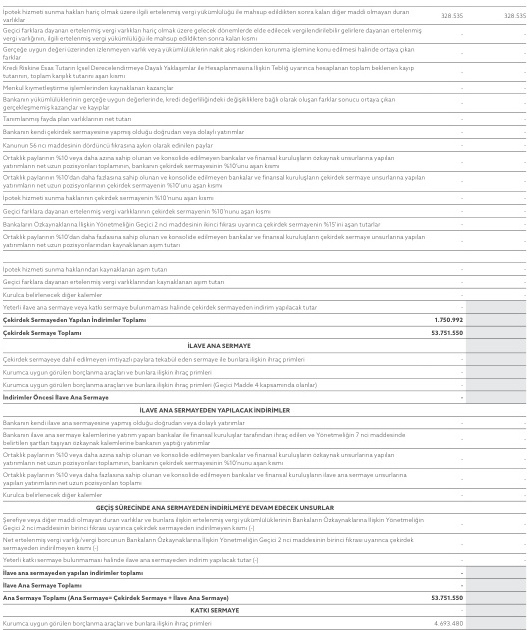 İpotek hizmeti sunma hakları hariç olmak üzere ilgili ertelenmiş vergi yükümlülüğü ile mahsup edildikten sonra kalan diğer maddi olmayan duran
varlıklar 328.535 328.535
Geçici farklara dayanan ertelenmiş vergi varlıkları hariç olmak üzere gelecek dönemlerde elde edilecek vergilendirilebilir gelirlere dayanan ertelenmiş
vergi varlığının, ilgili ertelenmiş vergi yükümlülüğü ile mahsup edildikten sonra kalan kısmı - -
Gerçeğe uygun değeri üzerinden izlenmeyen varlık veya yükümlülüklerin nakit akış riskinden korunma işlemine konu edilmesi halinde ortaya çıkan
farklar - -
Kredi Riskine Esas Tutarın İçsel Derecelendirmeye Dayalı Yaklaşımlar ile Hesaplanmasına İlişkin Tebliğ uyarınca hesaplanan toplam beklenen kayıp
tutarının, toplam karşılık tutarını aşan kısmı - -
Menkul kıymetleştirme işlemlerinden kaynaklanan kazançlar - -
Bankanın yükümlülüklerinin gerçeğe uygun değerlerinde, kredi değerliliğindeki değişikliklere bağlı olarak oluşan farklar sonucu ortaya çıkan
gerçekleşmemiş kazançlar ve kayıplar - -
Tanımlanmış fayda plan varlıklarının net tutarı - -
Bankanın kendi çekirdek sermayesine yapmış olduğu doğrudan veya dolaylı yatırımlar - -
Kanunun 56 ncı maddesinin dördüncü fıkrasına aykırı olarak edinilen paylar - -
Ortaklık paylarının %10 veya daha azına sahip olunan ve konsolide edilmeyen bankalar ve finansal kuruluşların özkaynak unsurlarına yapılan
yatırımların net uzun pozisyonları toplamının, bankanın çekirdek sermayesinin %10'unu aşan kısmı - -
Ortaklık paylarının %10'dan daha fazlasına sahip olunan ve konsolide edilmeyen bankalar ve finansal kuruluşların çekirdek sermaye unsurlarına yapılan
yatırımların net uzun pozisyonlarının çekirdek sermayesinin %10'unu aşan kısmı - -
İpotek hizmeti sunma haklarının çekirdek sermayenin %10'nunu aşan kısmı - -
Geçici farklara dayanan ertelenmiş vergi varlıklarının çekirdek sermayenin %10'nunu aşan kısmı - -
Bankaların Özkaynaklarına İlişkin Yönetmeliğin Geçici 2 nci maddesinin ikinci fıkrası uyarınca çekirdek sermayenin %15'ini aşan tutarlar - -
Ortaklık paylarının %10'dan daha fazlasına sahip olunan ve konsolide edilmeyen bankalar ve finansal kuruluşların çekirdek sermaye unsurlarına yapılan
yatırımların net uzun pozisyonlarından kaynaklanan aşım tutarı - -
İpotek hizmeti sunma haklarından kaynaklanan aşım tutarı - -
Geçici farklara dayanan ertelenmiş vergi varlıklarından kaynaklanan aşım tutarı - -
Kurulca belirlenecek diğer kalemler - -
Yeterli ilave ana sermaye veya katkı sermaye bulunmaması halinde çekirdek sermayeden indirim yapılacak tutar -
Çekirdek Sermayeden Yapılan İndirimler Toplamı 1.750.992
Çekirdek Sermaye Toplamı 53.751.550
İLAVE ANA SERMAYE
Çekirdek sermayeye dahil edilmeyen imtiyazlı paylara tekabül eden sermaye ile bunlara ilişkin ihraç primleri -
Kurumca uygun görülen borçlanma araçları ve bunlara ilişkin ihraç primleri -
Kurumca uygun görülen borçlanma araçları ve bunlara ilişkin ihraç primleri (Geçici Madde 4 kapsamında olanlar) -
İndirimler Öncesi İlave Ana Sermaye -
İLAVE ANA SERMAYEDEN YAPILACAK İNDİRİMLER
Bankanın kendi ilave ana sermayesine yapmış olduğu doğrudan veya dolaylı yatırımlar - -
Bankanın ilave ana sermaye kalemlerine yatırım yapan bankalar ile finansal kuruluşlar tarafından ihraç edilen ve Yönetmeliğin 7 nci maddesinde
belirtilen şartları taşıyan özkaynak kalemlerine bankanın yaptığı yatırımlar - -
Ortaklık paylarının %10 veya daha azına sahip olunan ve konsolide edilmeyen bankalar ve finansal kuruluşların özkaynak unsurlarına yapılan
yatırımların net uzun pozisyonları toplamının, bankanın çekirdek sermayesinin %10'unu aşan kısmı - -
Ortaklık paylarının %10 veya daha fazlasına sahip olunan ve konsolide edilmeyen bankalar ve finansal kuruluşların ilave ana sermaye unsurlarına
yapılan yatırımların net uzun pozisyonları toplamı - -
Kurulca belirlenecek diğer kalemler - -
GEÇİŞ SÜRECİNDE ANA SERMAYEDEN İNDİRİLMEYE DEVAM EDECEK UNSURLAR
Şerefiye veya diğer maddi olmayan duran varlıklar ve bunlara ilişkin ertelenmiş vergi yükümlülüklerinin Bankaların Özkaynaklarına İlişkin Yönetmeliğin
Geçici 2 nci maddesinin birinci fıkrası uyarınca çekirdek sermayeden indirilmeyen kısmı (-) - -
Net ertelenmiş vergi varlığı/vergi borcunun Bankaların Özkaynaklarına İlişkin Yönetmeliğin Geçici 2 nci maddesinin birinci fıkrası uyarınca çekirdek
sermayeden indirilmeyen kısmı (-) - -
Yeterli katkı sermaye bulunmaması halinde ilave ana sermayeden indirim yapılacak tutar (-) - -
İlave ana sermayeden yapılan indirimler toplamı -
İlave Ana Sermaye Toplamı -
Ana Sermaye Toplamı (Ana Sermaye= Çekirdek Sermaye + İlave Ana Sermaye) 53.751.550
KATKI SERMAYE
Kurumca uygun görülen borçlanma araçları ve bunlara ilişkin ihraç primleri 4.693.480 -